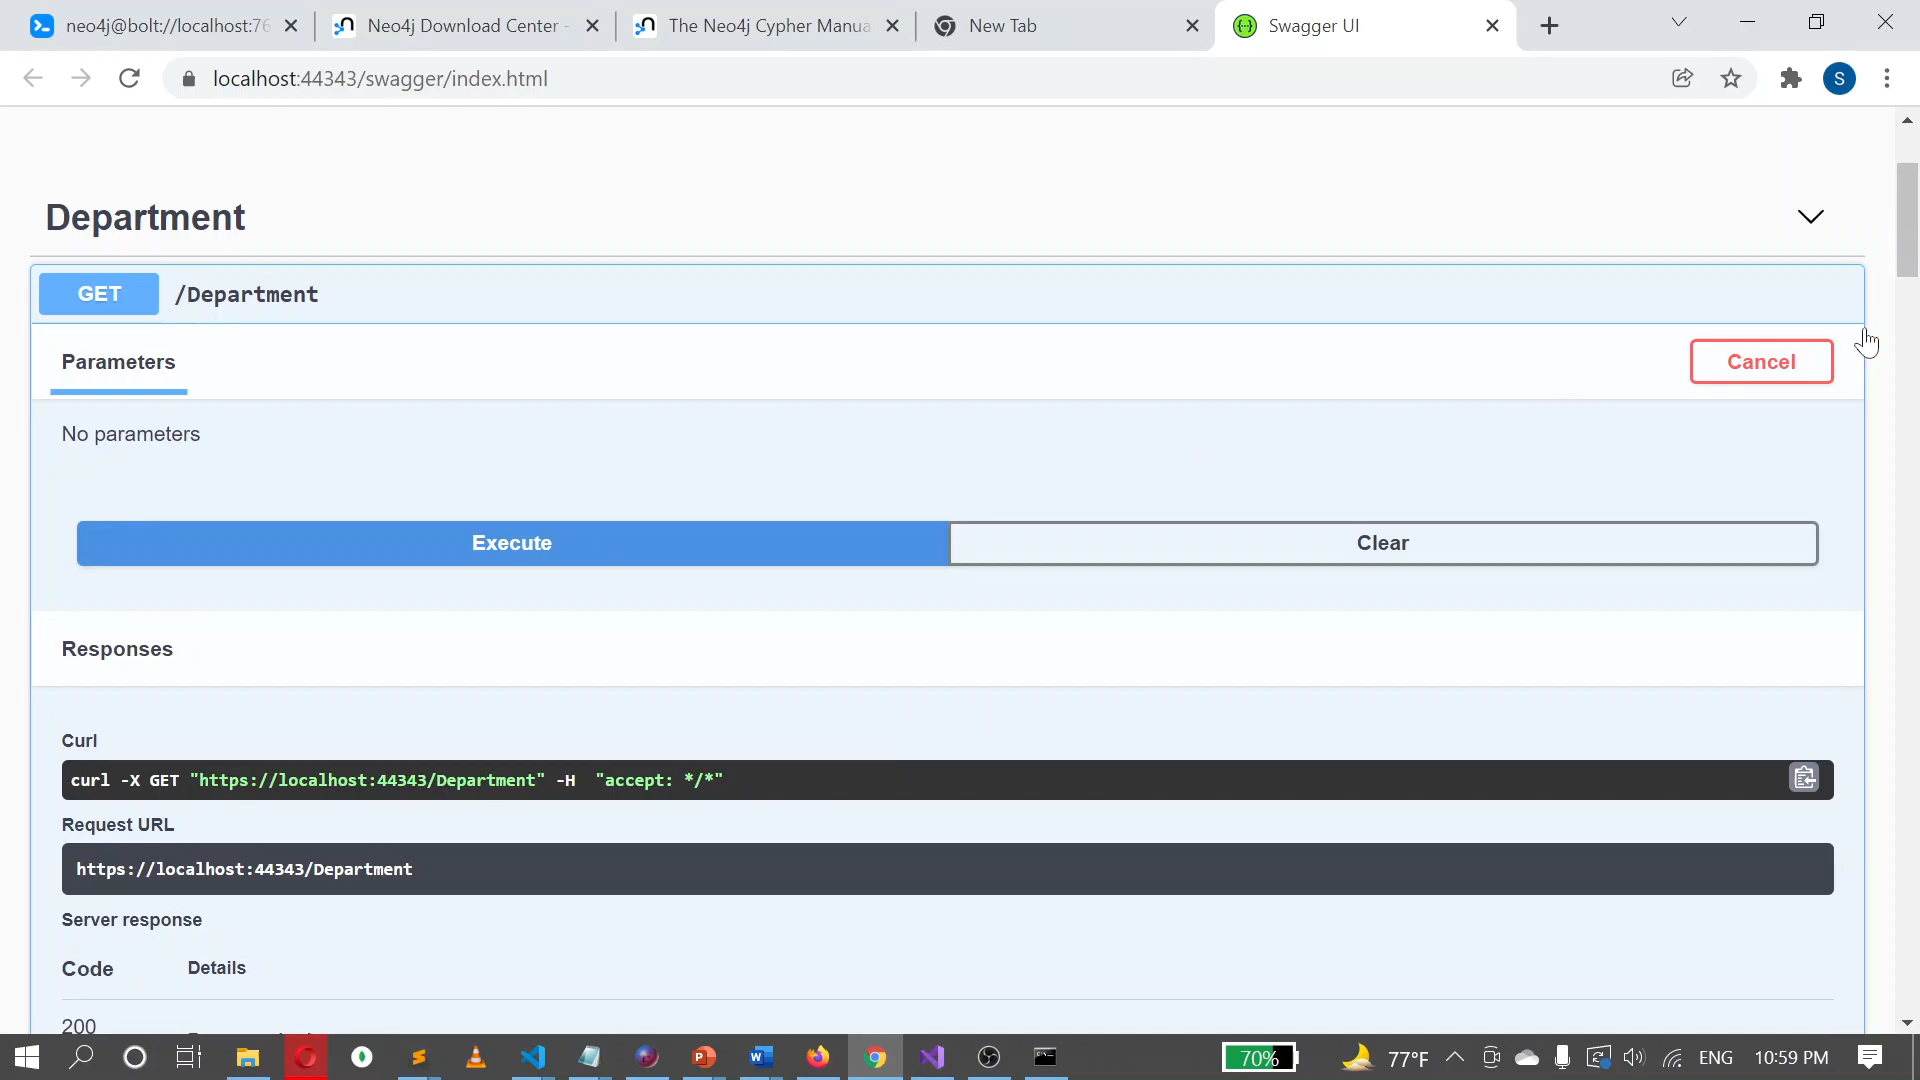 neo4j@bolt://localhost:76
Neo4j Download Center -
The Neo4j Cypher Manua
New Tab
Swagger UI
localhost:44343/swagger/index.html
S
Department
GET /Department
Parameters
Cancel
No parameters
Execute
Clear
Responses
Curl
curl -X GET "https://localhost:44343/Department" -H "accept: */*"
Request URL
https://localhost:44343/Department
Server response
Code Details
200
70%
77°F
ENG
10:59 PM